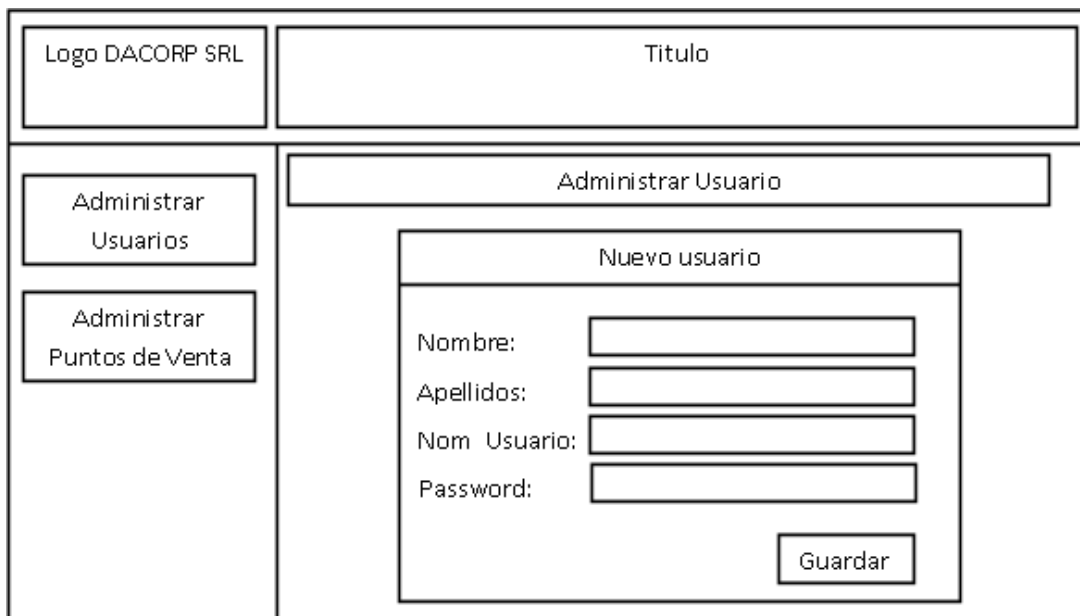 Logo DACORP SRL
Titulo
Administrar
Usuarios
Administrar
Puntos de Venta
Administrar Usuario
Nuevo usuario
Nombre:
Apellidos:
Nom Usuario:
Password:
Guardar